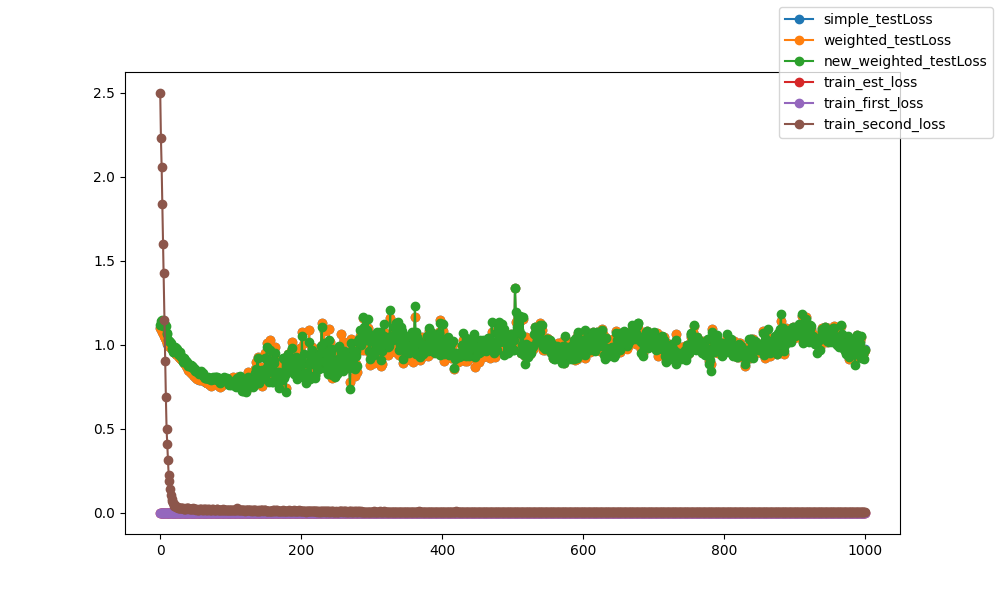 simple_testLoss
weighted_testLoss
new_weighted_testLoss
train_est_loss
train_first_loss
train_second_loss
2.5
2.0
1.5
1.0
0.5
0.0
0 200 400 600 800 1000